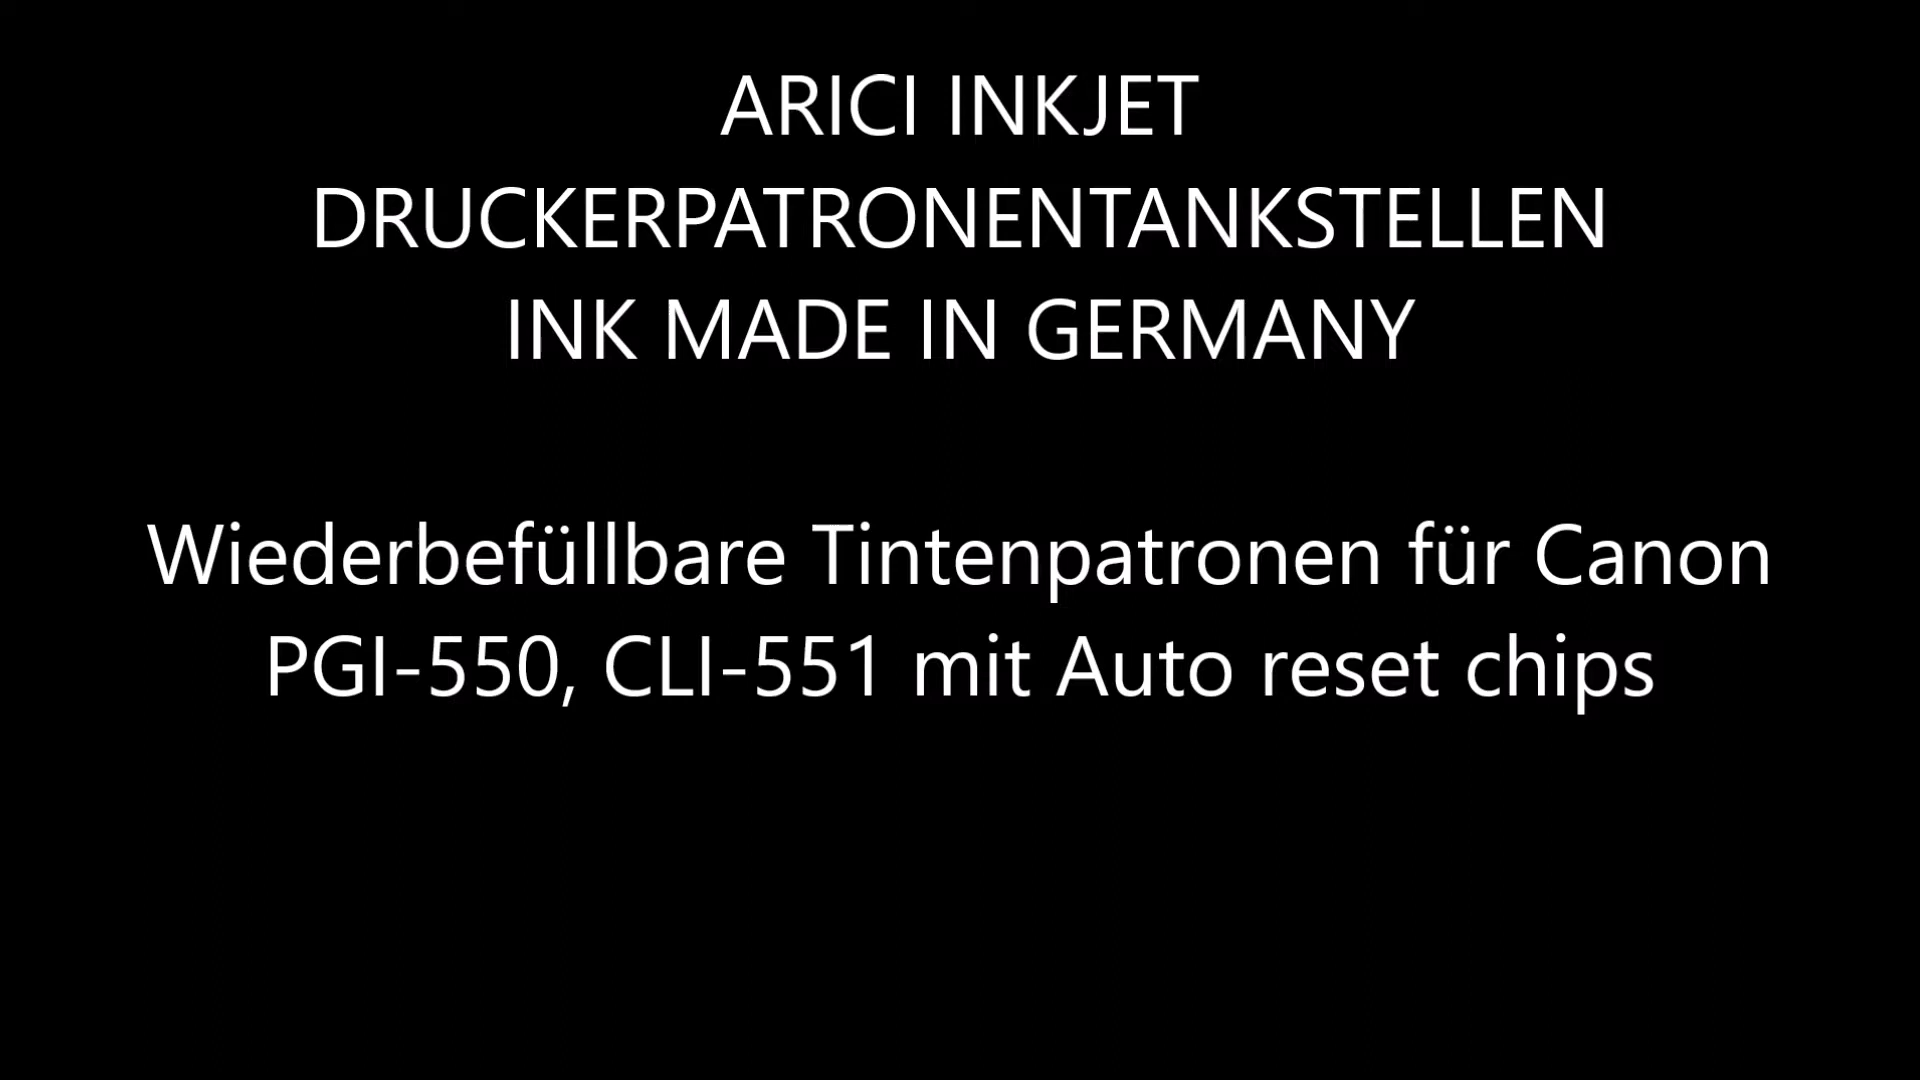 ARICI INKJET
DRUCKERPATRONENTANKSTELLEN
INK MADE IN GERMANY
Wiederbefüllbare Tintenpatronen für Canon
PGI-550, CLI-551 mit Auto reset chips